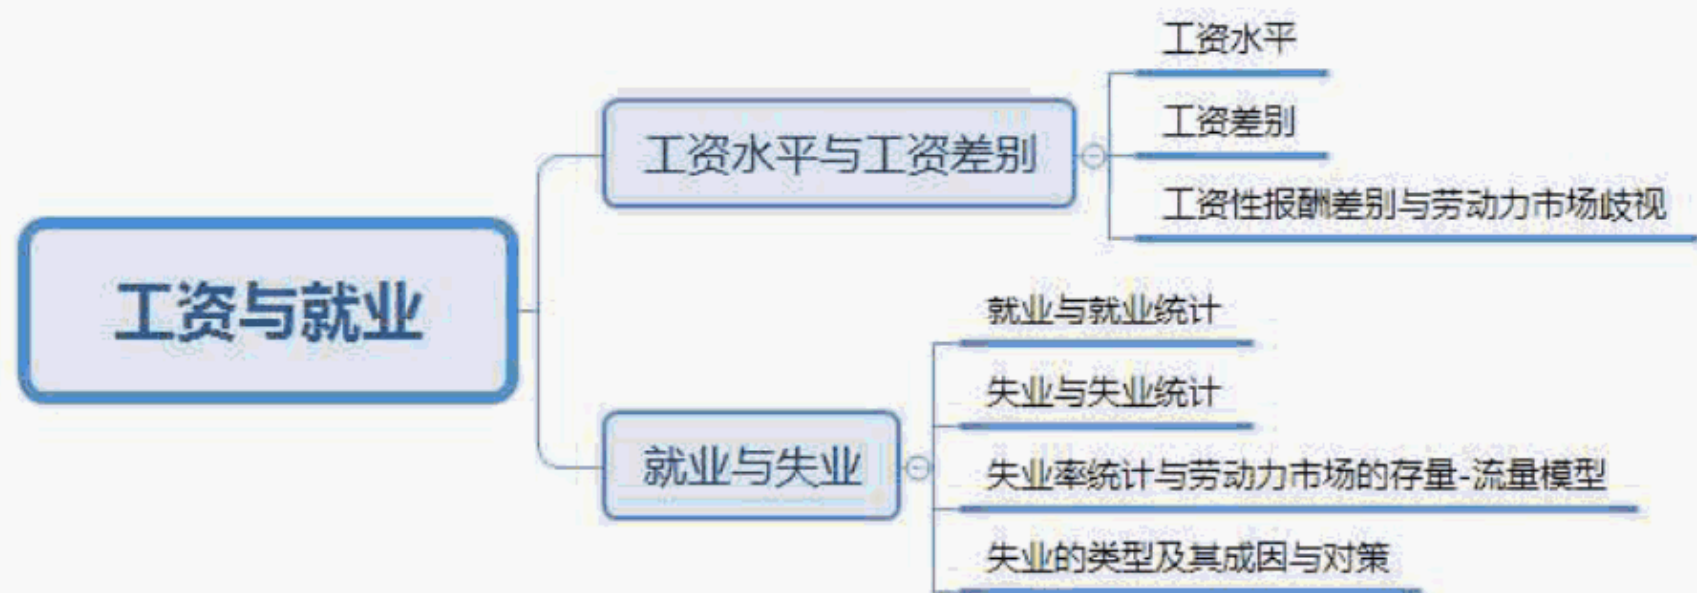 工资与就业
工资水平与工资差别
工资水平
工资差别
工资性报酬差别与劳动力市场歧视
就业与失业
就业与就业统计
失业与失业统计
失业率统计与劳动力市场的存量-流量模型
失业的类型及其成因与对策